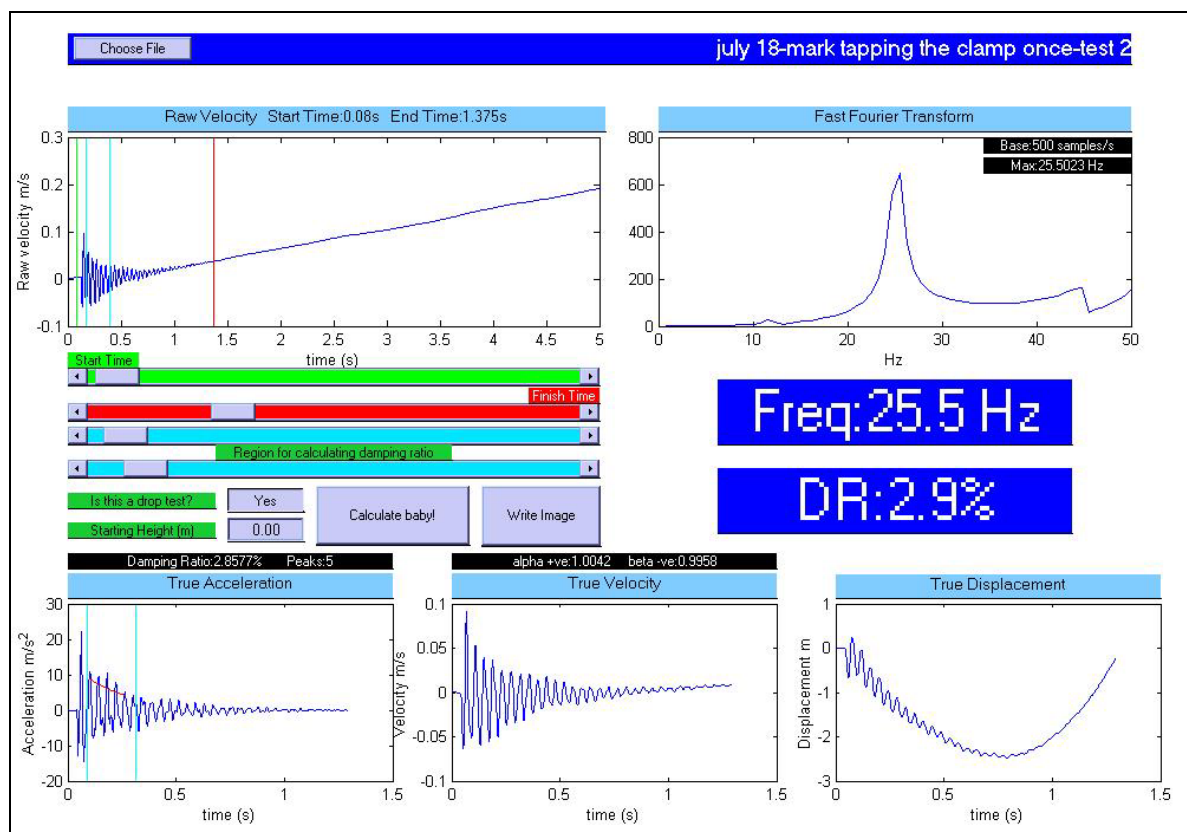 Choose File
july 18-mark tapping the clamp once-test 2
Raw Velocity Start Time:0.08s End Time:1.375s
Raw velocity m/s
0.3
0.2
0.1
0
-0.1
0 0.5 1 1.5 2 2.5 3 3.5 4 4.5 5
time (s)
Fast Fourier Transform
Base:500 samples/s
Max:25.5023 Hz
800
600
400
200
0
0 10 20 30 40 50
Hz
Start Time
Finish Time
Region for calculating damping ratio
Is this a drop test?
Yes
Starting Height (m)
0.00
Calculate baby!
Write Image
Freq:25.5 Hz
DR:2.9%
Damping Ratio:2.8577% Peaks:5
True Acceleration
Acceleration m/s²
30
20
10
0
-10
-20
0 0.5 1 1.5
time (s)
alpha +ve:1.0042 beta -ve:0.9958
True Velocity
Velocity m/s
0.1
0.05
0
-0.05
-0.1
0 0.5 1 1.5
time (s)
True Displacement
Displacement m
1
0
-1
-2
-3
0 0.5 1 1.5
time (s)